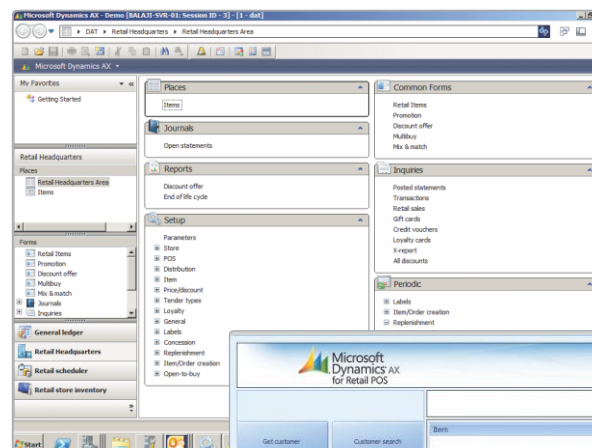 Microsoft Dynamics AX - Demo [BALAJI-SVR-01: Session ID - 3] - [1 - dat]
DAT ▸ Retail Headquarters ▸ Retail Headquarters Area
Microsoft Dynamics AX
My Favorites
Getting Started
Retail Headquarters
Places
Retail Headquarters Area
Items
Forms
Retail Items
Promotion
Discount offer
Multibuy
Mix & match
Journals
Inquiries
General ledger
Retail Headquarters
Retail scheduler
Retail store inventory
Start
Places
Items
Journals
Open statements
Reports
Discount offer
End of life cycle
Setup
Parameters
Store
POS
Distribution
Item
Price/discount
Tender types
Loyalty
General
Labels
Concession
Replenishment
Item/Order creation
Open-to-buy
Common Forms
Retail Items
Promotion
Discount offer
Multibuy
Mix & match
Inquiries
Posted statements
Transactions
Retail sales
Gift cards
Credit vouchers
Loyalty cards
X-report
All discounts
Periodic
Labels
Item/Order creation
Replenishment
Microsoft
Dynamics AX
for Retail POS
Get customer
Customer search
Item